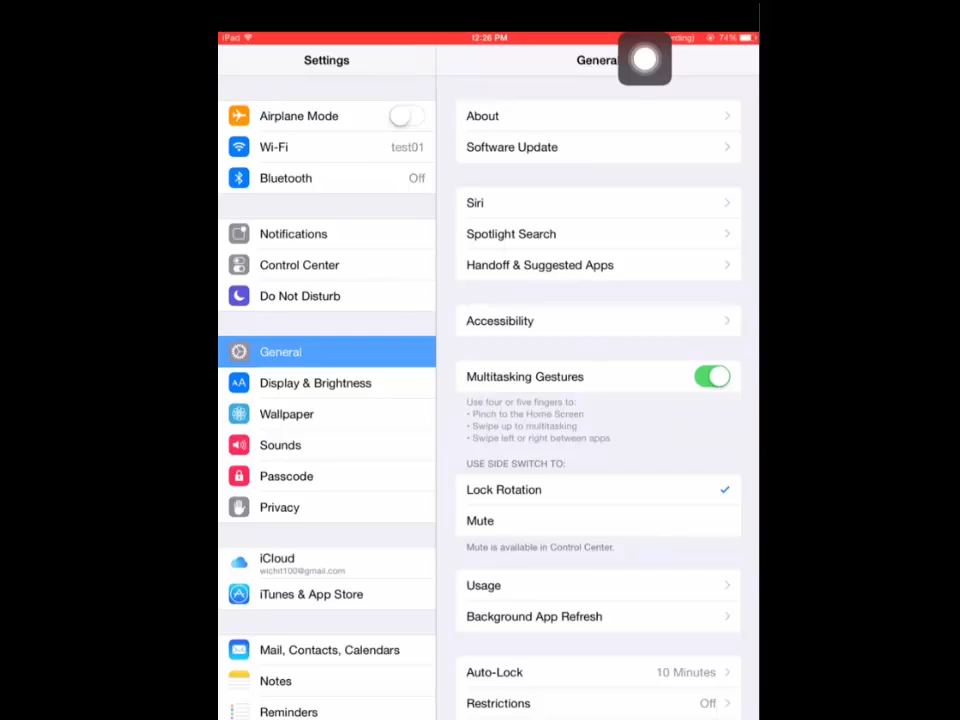 iPad 12:26 PM rding) 74%
Settings
General
Airplane Mode
Wi-Fi test01
Bluetooth Off
Notifications
Control Center
Do Not Disturb
General
AA Display & Brightness
Wallpaper
Sounds
Passcode
Privacy
iCloud
wichit100@gmail.com
iTunes & App Store
Mail, Contacts, Calendars
Notes
Reminders
About
Software Update
Siri
Spotlight Search
Handoff & Suggested Apps
Accessibility
Multitasking Gestures
Use four or five fingers to:
• Pinch to the Home Screen
• Swipe up to multitasking
• Swipe left or right between apps
USE SIDE SWITCH TO:
Lock Rotation
Mute
Mute is available in Control Center.
Usage
Background App Refresh
Auto-Lock 10 Minutes
Restrictions Off